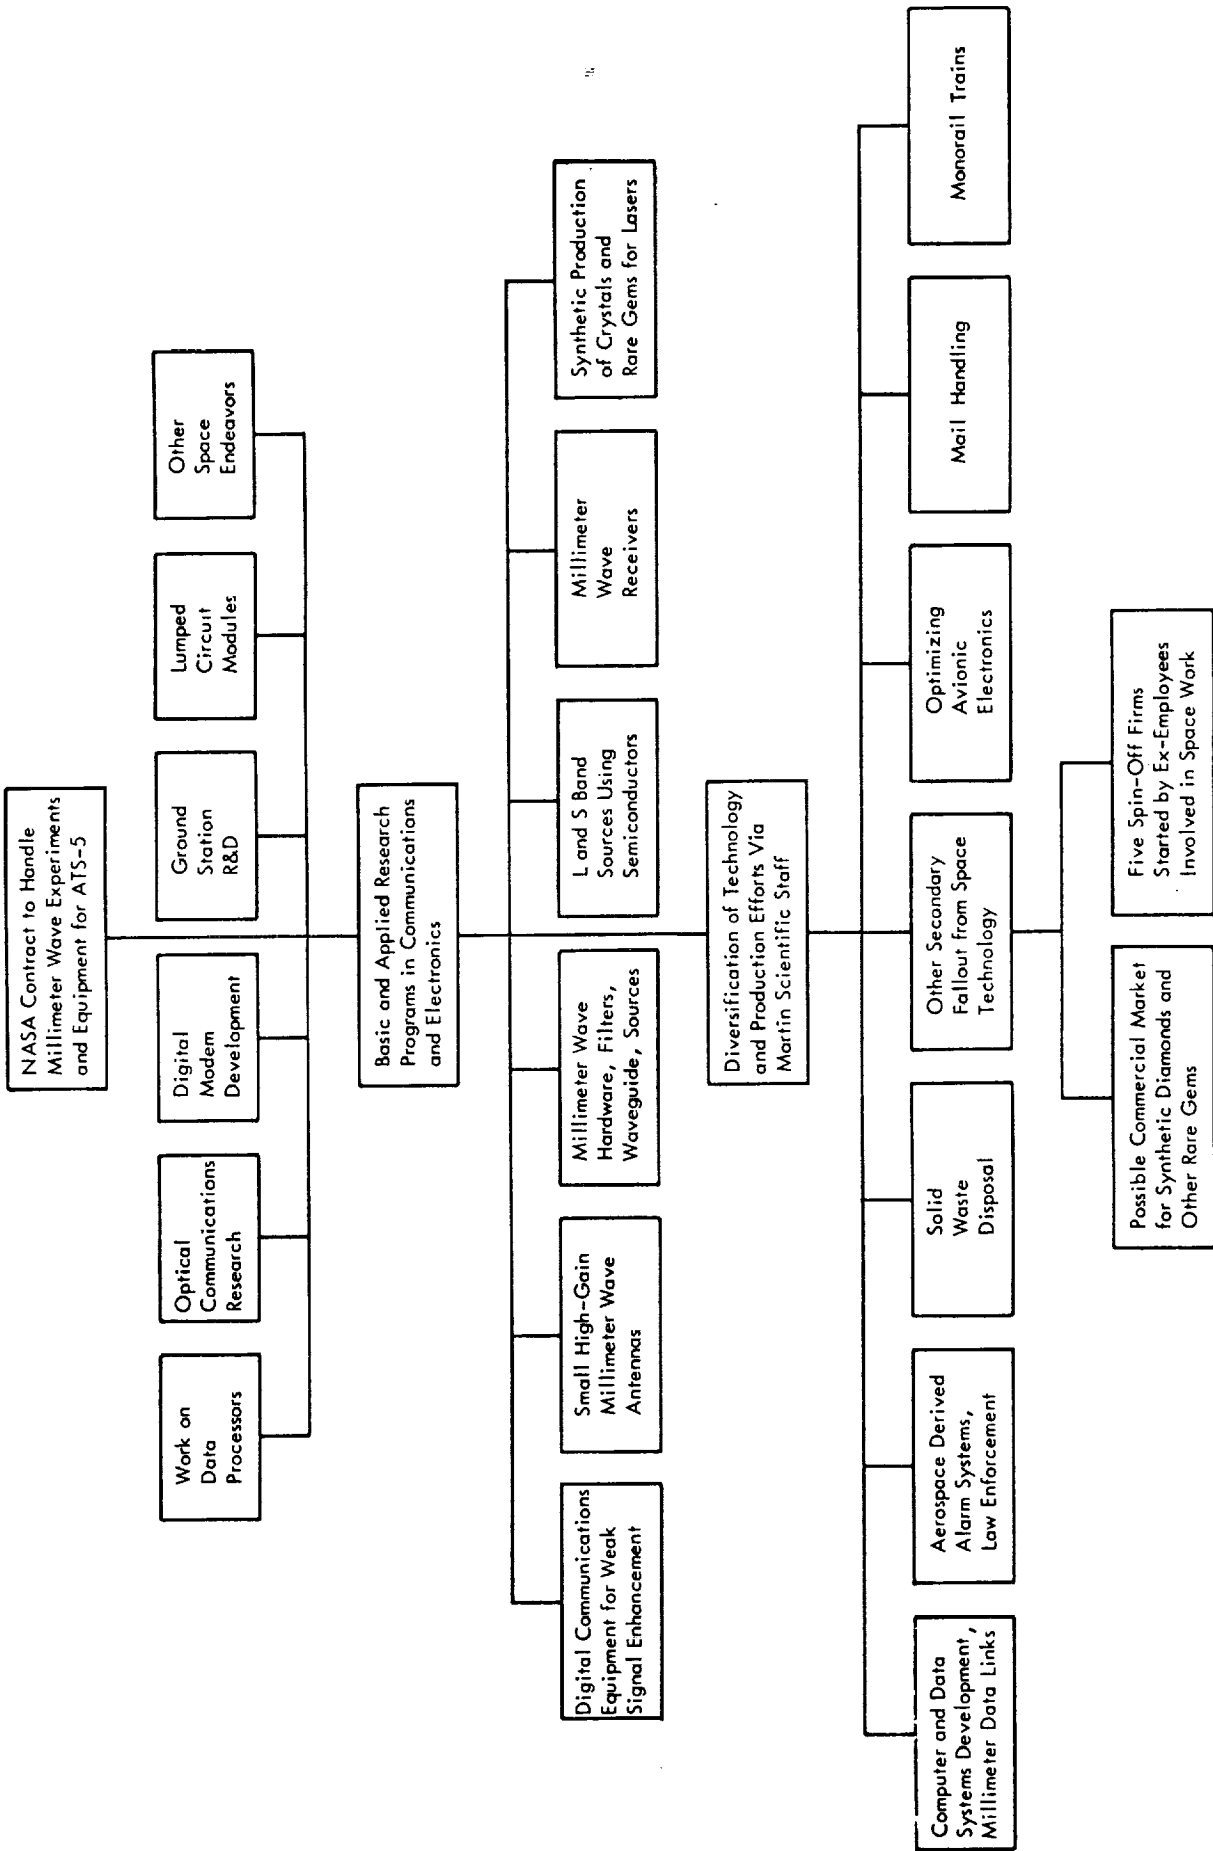 NASA Contract to Handle
Millimeter Wave Experiments
and Equipment for ATS-5
Work on
Data
Processors
Optical
Communications
Research
Digital
Modem
Development
Ground
Station
R&D
Lumped
Circuit
Modules
Other
Space
Endeavors
Basic and Applied Research
Programs in Communications
and Electronics
Digital Communications
Equipment for Weak
Signal Enhancement
Small High-Gain
Millimeter Wave
Antennas
Millimeter Wave
Hardware, Filters,
Waveguide, Sources
L and S Band
Sources Using
Semiconductors
Millimeter
Wave
Receivers
Synthetic Production
of Crystals and
Rare Gems for Lasers
Diversification of Technology
and Production Efforts Via
Martin Scientific Staff
Computer and Data
Systems Development,
Millimeter Data Links
Aerospace Derived
Alarm Systems,
Law Enforcement
Solid
Waste
Disposal
Other Secondary
Fallout from Space
Technology
Optimizing
Avionic
Electronics
Mail Handling
Monorail Trains
Possible Commercial Market
for Synthetic Diamonds and
Other Rare Gems
Five Spin-Off Firms
Started by Ex-Employees
Involved in Space Work